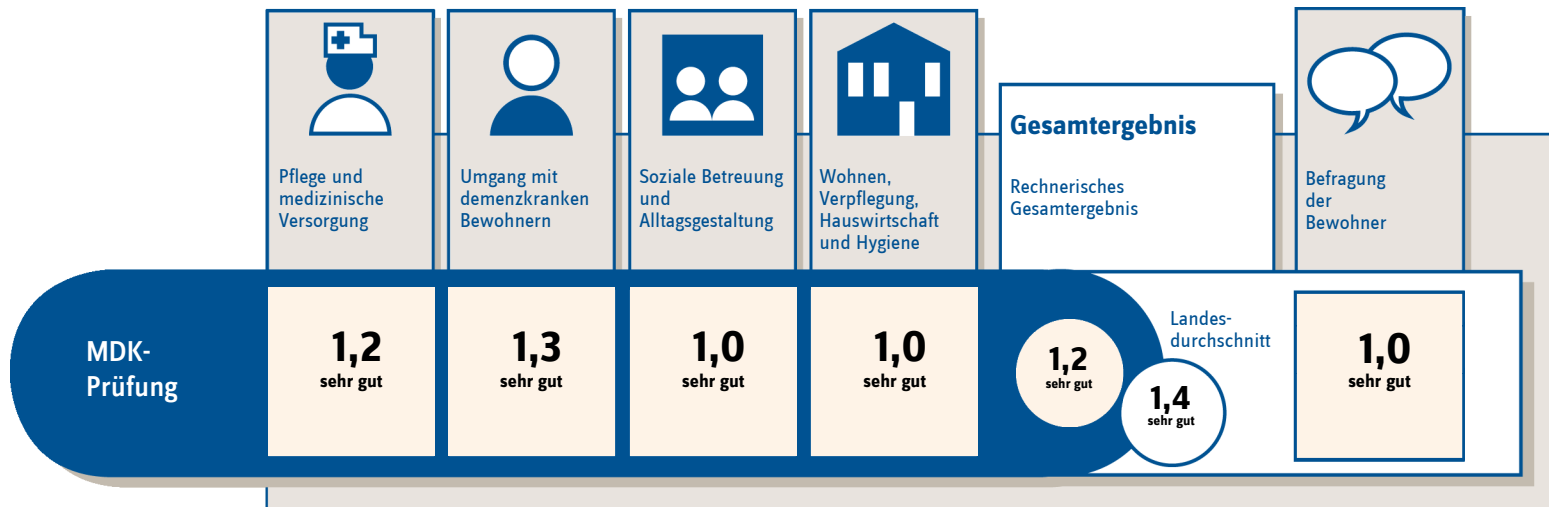 Pflege und
medizinische
Versorgung
Umgang mit
demenzkranken
Bewohnern
Soziale Betreuung
und
Alltagsgestaltung
Wohnen,
Verpflegung,
Hauswirtschaft
und Hygiene
Gesamtergebnis
Rechnerisches
Gesamtergebnis
Befragung
der
Bewohner
MDK-
Prüfung
1,2
sehr gut
1,3
sehr gut
1,0
sehr gut
1,0
sehr gut
1,2
sehr gut
Landes-
durchschnitt
1,4
sehr gut
1,0
sehr gut